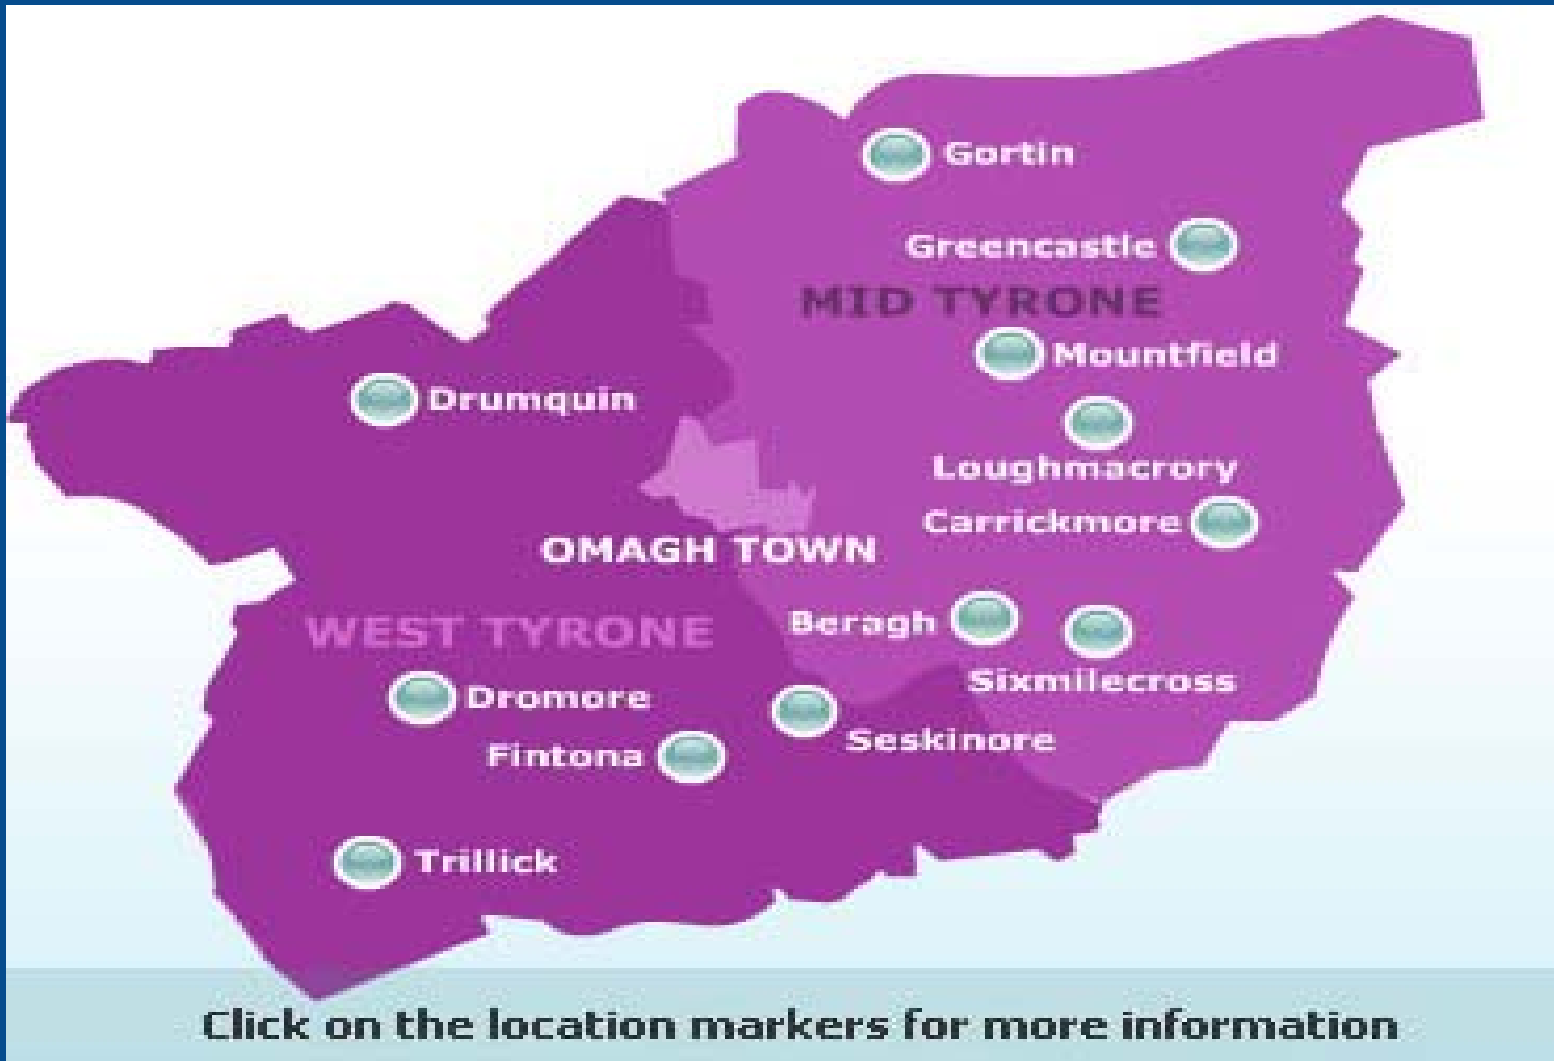 Gortin
Greencastle
MID TYRONE
Mountfield
Drumquin
Loughmacrory
Carrickmore
OMAGH TOWN
Beragh
WEST TYRONE
Sixmilecross
Dromore
Seskinore
Fintona
Trillick
Click on the location markers for more information